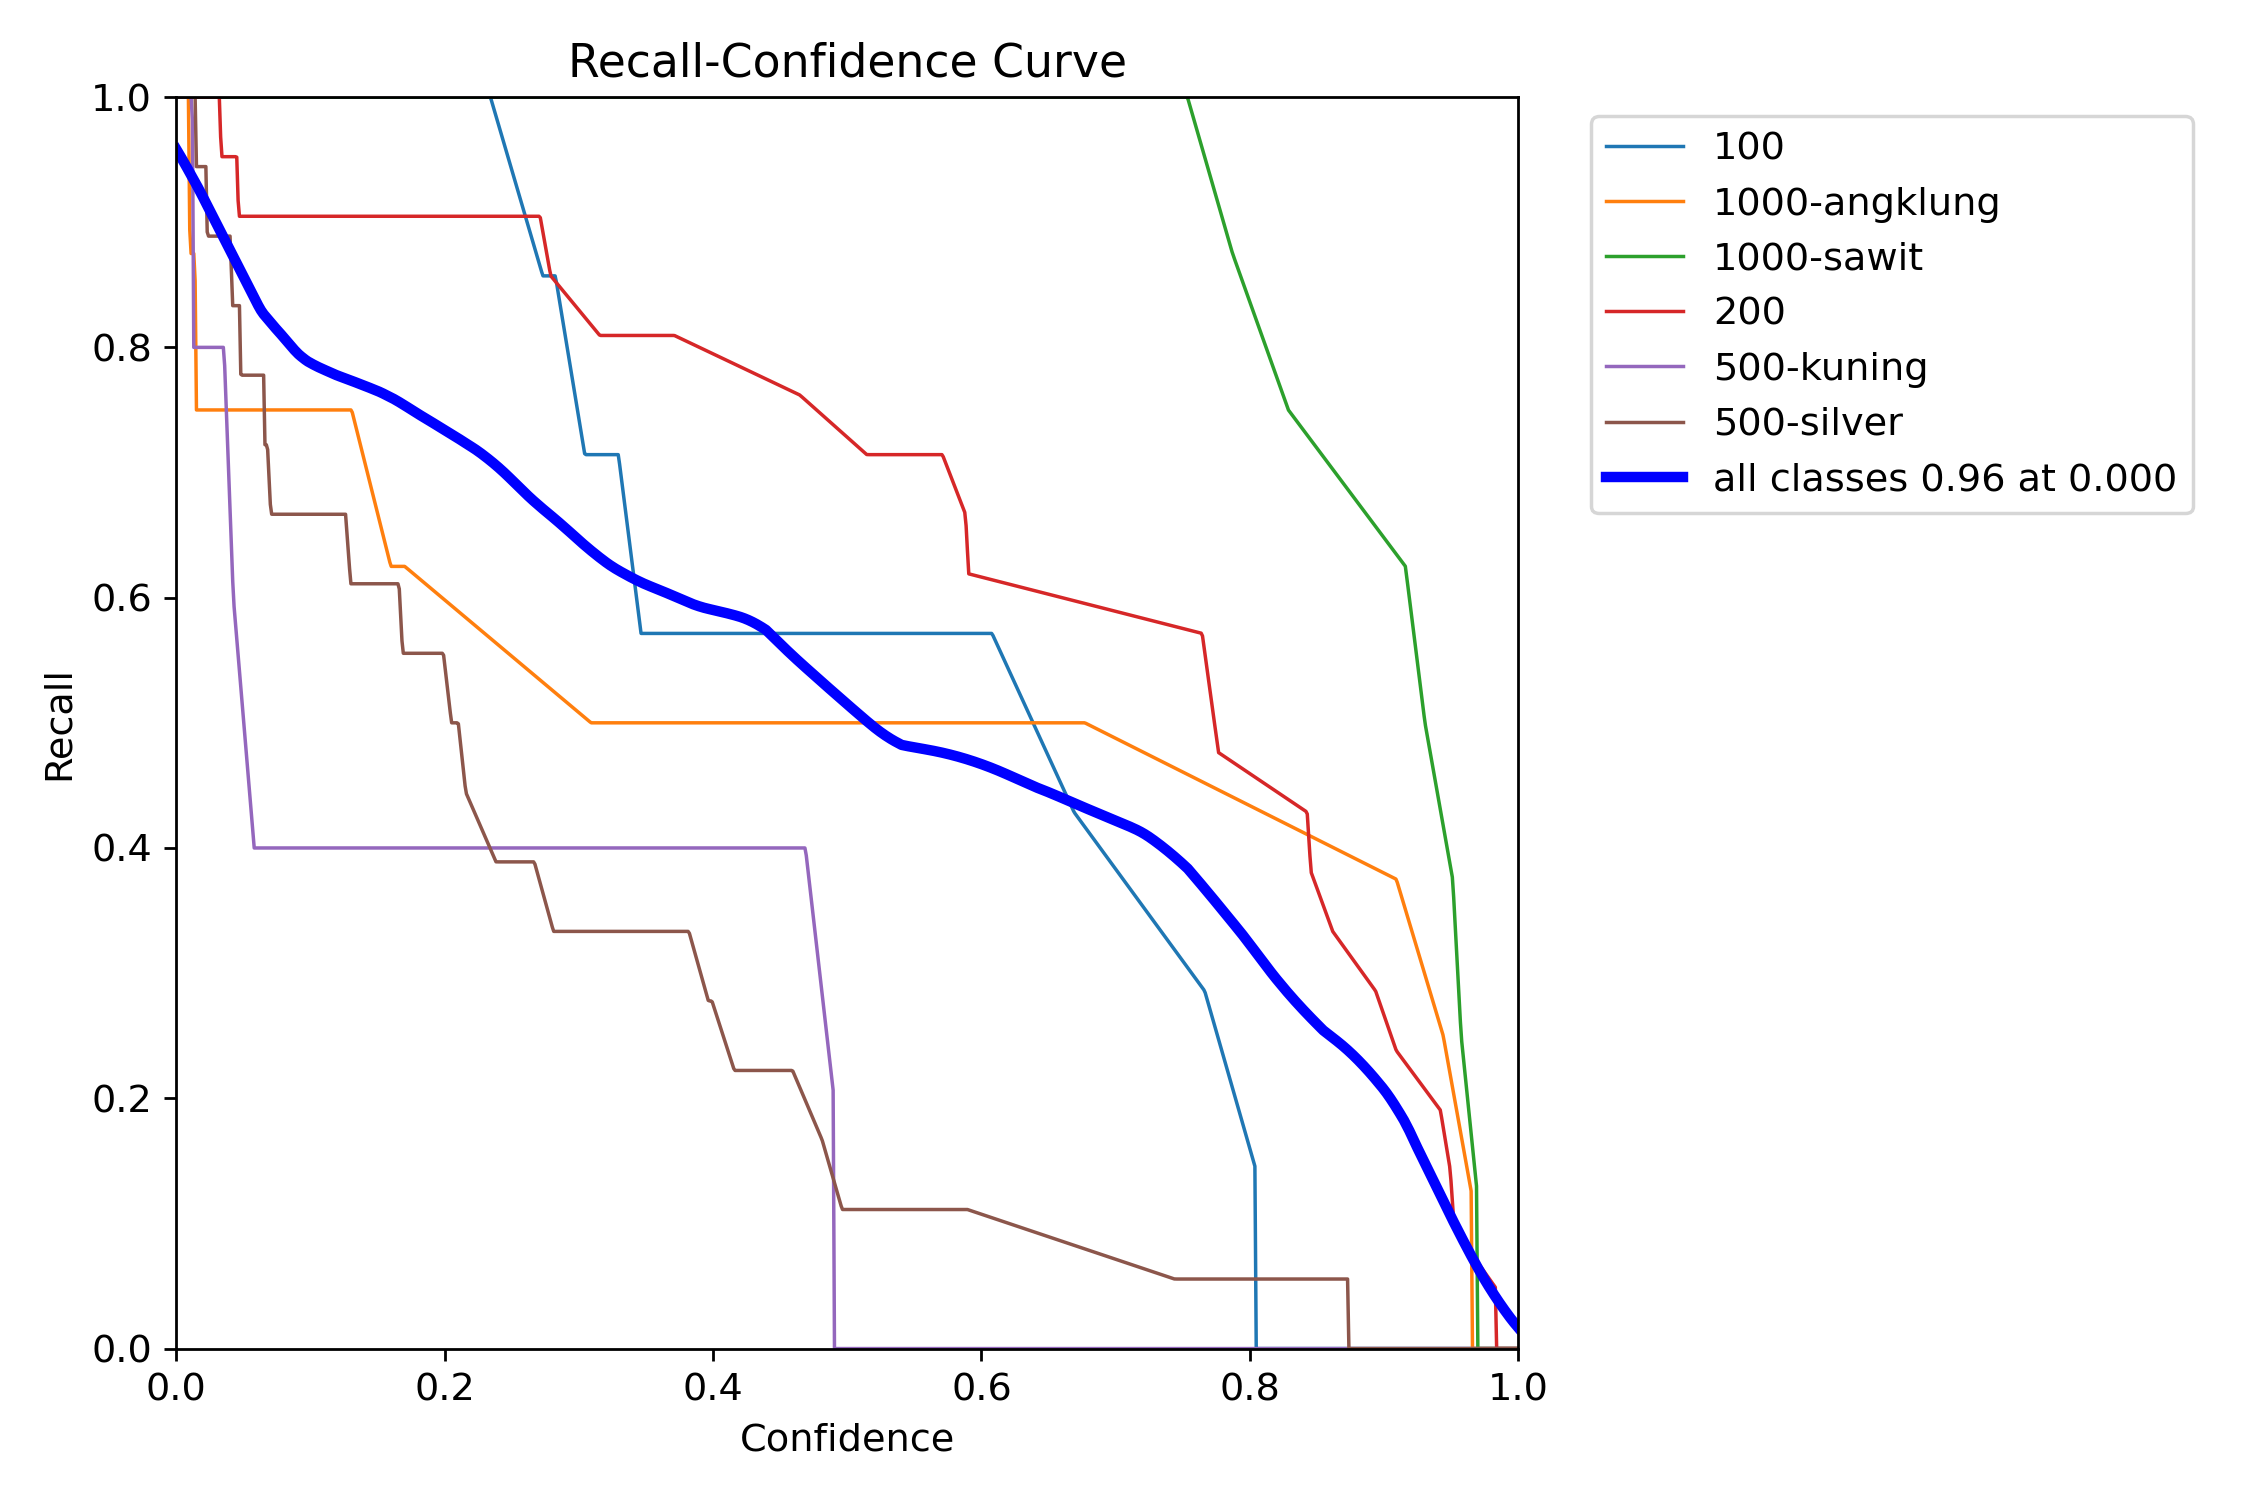 Recall-Confidence Curve
1.0
0.8
0.6
0.4
0.2
0.0
Recall
0.0 0.2 0.4 0.6 0.8 1.0
Confidence
100
1000-angklung
1000-sawit
200
500-kuning
500-silver
all classes 0.96 at 0.000